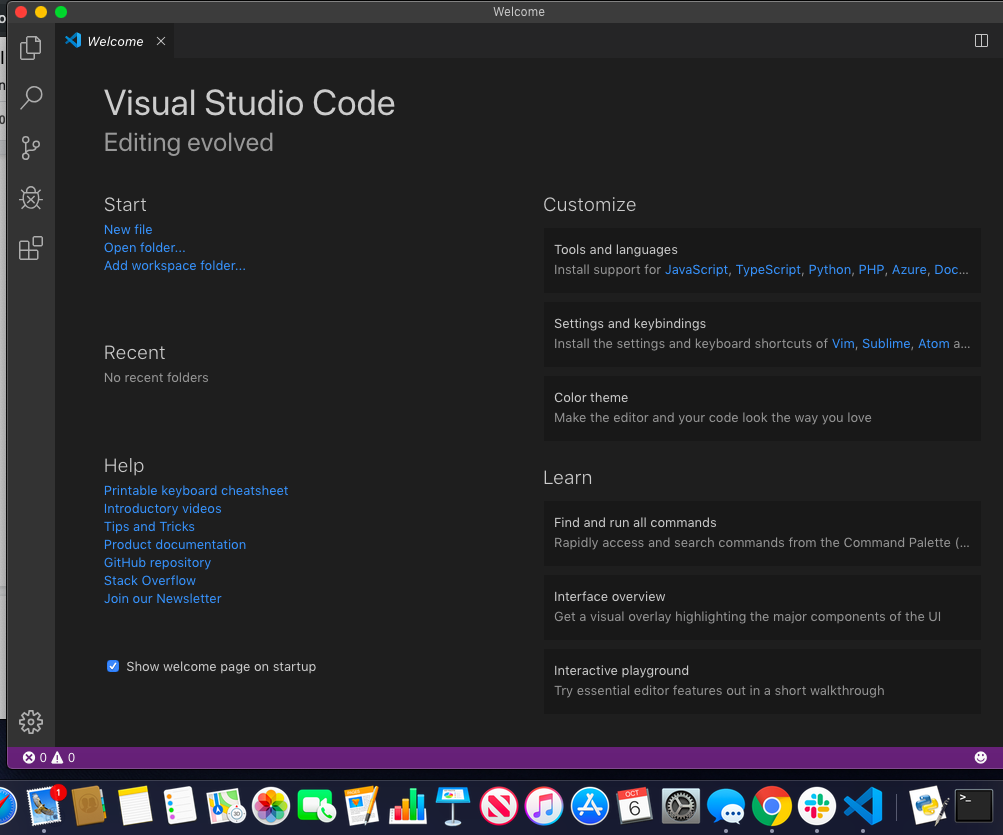 Welcome
Welcome
Visual Studio Code
Editing evolved
Start
New file
Open folder...
Add workspace folder...
Recent
No recent folders
Help
Printable keyboard cheatsheet
Introductory videos
Tips and Tricks
Product documentation
GitHub repository
Stack Overflow
Join our Newsletter
Show welcome page on startup
Customize
Tools and languages
Install support for JavaScript, TypeScript, Python, PHP, Azure, Doc...
Settings and keybindings
Install the settings and keyboard shortcuts of Vim, Sublime, Atom a...
Color theme
Make the editor and your code look the way you love
Learn
Find and run all commands
Rapidly access and search commands from the Command Palette (...
Interface overview
Get a visual overlay highlighting the major components of the UI
Interactive playground
Try essential editor features out in a short walkthrough
0 0
1
OCT
6
>_